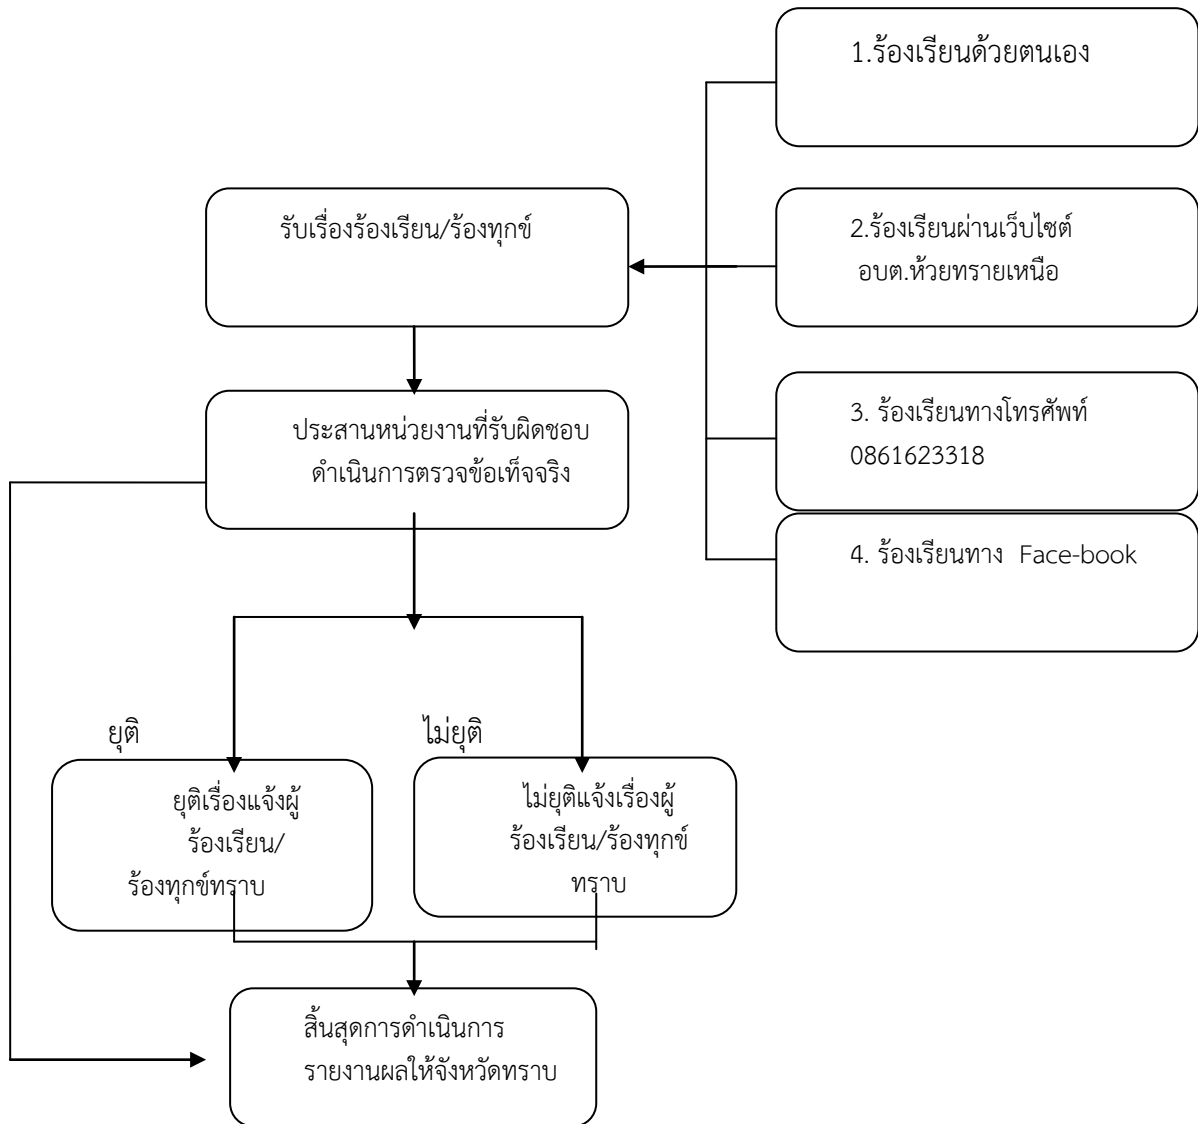 1.ร้องเรียนด้วยตนเอง
รับเรื่องร้องเรียน/ร้องทุกข์
2.ร้องเรียนผ่านเว็บไซต์
อบต.ห้วยทรายเหนือ
3. ร้องเรียนทางโทรศัพท์
0861623318
ประสานหน่วยงานที่รับผิดชอบ
ดำเนินการตรวจข้อเท็จจริง
4. ร้องเรียนทาง Face-book
ยุติ
ไม่ยุติ
ยุติเรื่องแจ้งผู้
ร้องเรียน/
ร้องทุกข์ทราบ
ไม่ยุติแจ้งเรื่องผู้
ร้องเรียน/ร้องทุกข์
ทราบ
สิ้นสุดการดำเนินการ
รายงานผลให้จังหวัดทราบ